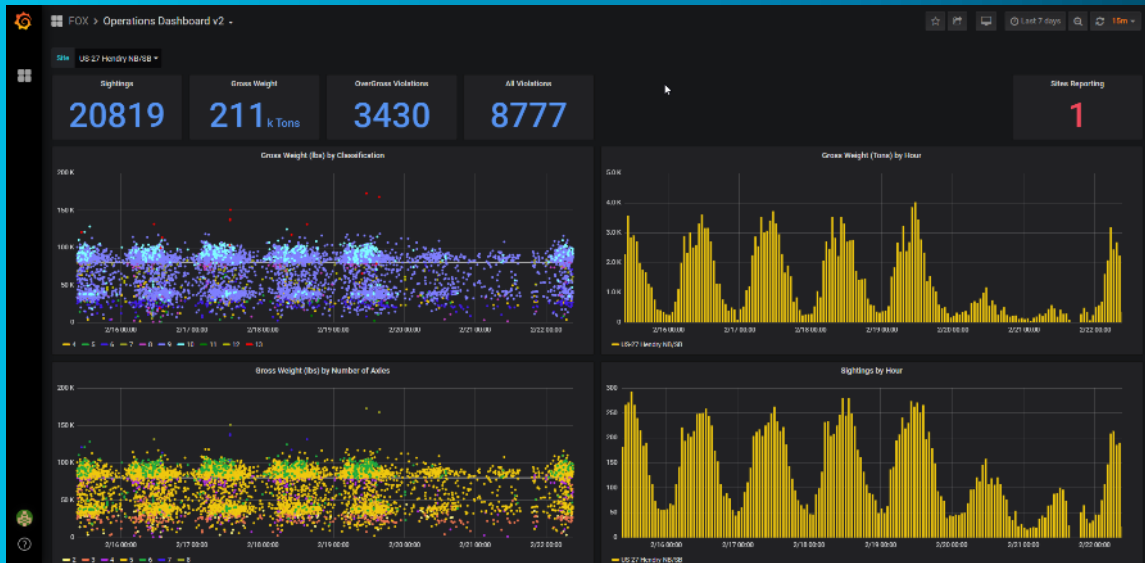 FOX > Operations Dashboard v2
Last 7 days
15m
Site
US-27 Hendry NB/SB
Sightings
20819
Gross Weight
211 k Tons
OverGross Violations
3430
All Violations
8777
Sites Reporting
1
Gross Weight (lbs) by Classification
200 K
150 K
100 K
50 K
0
2/16 00:00 2/17 00:00 2/18 00:00 2/19 00:00 2/20 00:00 2/21 00:00 2/22 00:00
4 5 6 7 8 9 10 11 12 13
Gross Weight (Tons) by Hour
5.0 K
4.0 K
3.0 K
2.0 K
1.0 K
0
2/16 00:00 2/17 00:00 2/18 00:00 2/19 00:00 2/20 00:00 2/21 00:00 2/22 00:00
US-27 Hendry NB/SB
Gross Weight (lbs) by Number of Axles
200 K
150 K
100 K
50 K
0
2/16 00:00 2/17 00:00 2/18 00:00 2/19 00:00 2/20 00:00 2/21 00:00 2/22 00:00
2 3 4 5 6 7 8
Sightings by Hour
300
250
200
150
100
50
0
2/16 00:00 2/17 00:00 2/18 00:00 2/19 00:00 2/20 00:00 2/21 00:00 2/22 00:00
US-27 Hendry NB/SB